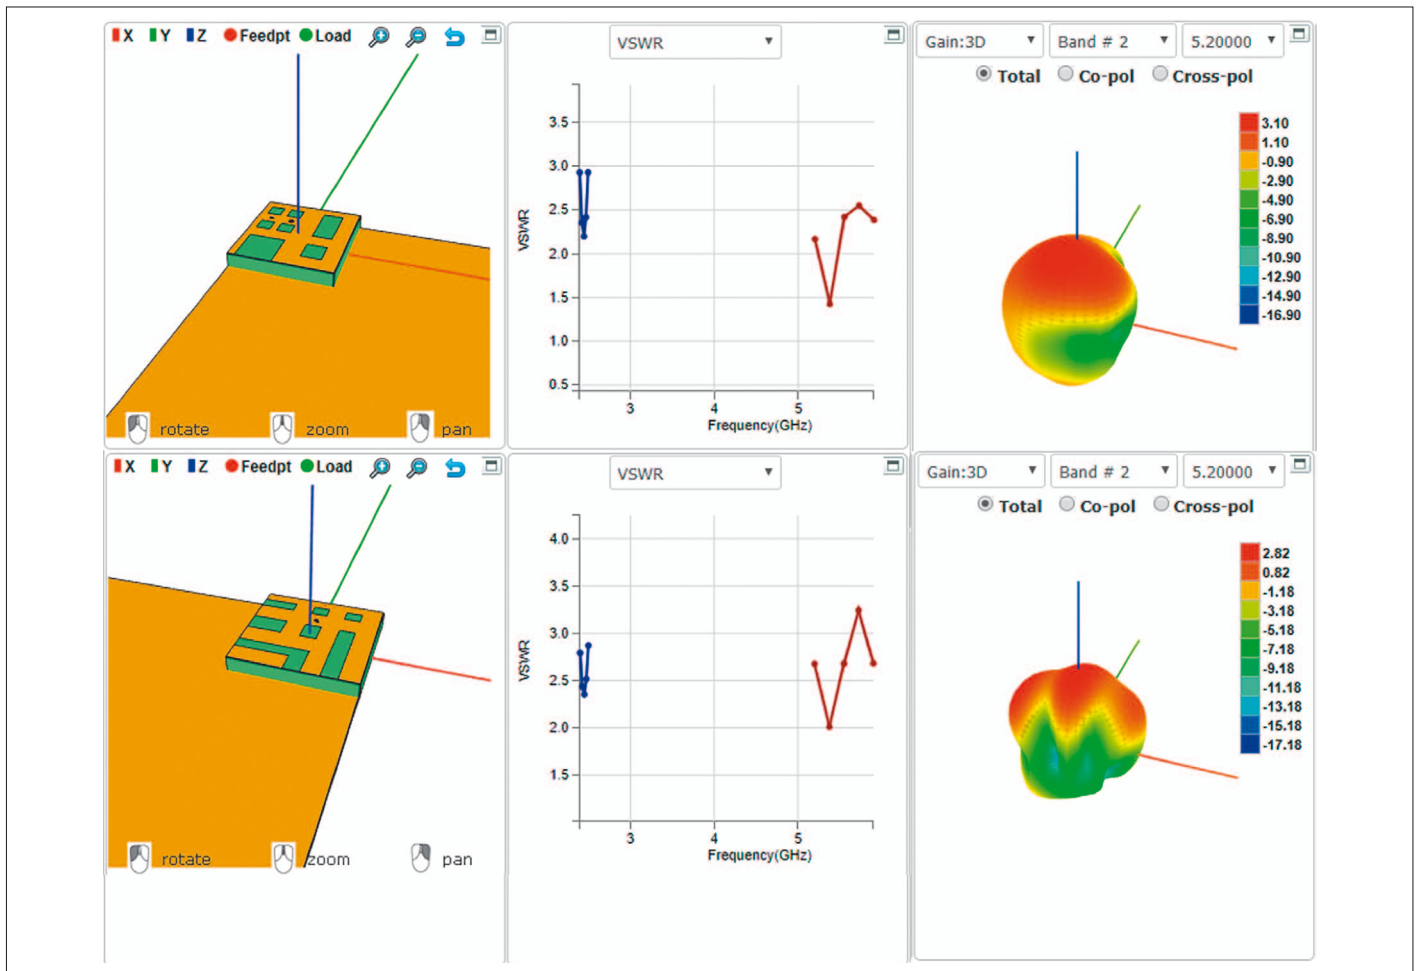 X Y Z Feedpt Load
rotate zoom pan
VSWR
VSWR
3.5
3.0
2.5
2.0
1.5
1.0
0.5
3 4 5
Frequency(GHz)
Gain:3D Band # 2 5.20000
Total Co-pol Cross-pol
3.10
1.10
-0.90
-2.90
-4.90
-6.90
-8.90
-10.90
-12.90
-14.90
-16.90
X Y Z Feedpt Load
rotate zoom pan
VSWR
VSWR
4.0
3.5
3.0
2.5
2.0
1.5
3 4 5
Frequency(GHz)
Gain:3D Band # 2 5.20000
Total Co-pol Cross-pol
2.82
0.82
-1.18
-3.18
-5.18
-7.18
-9.18
-11.18
-13.18
-15.18
-17.18